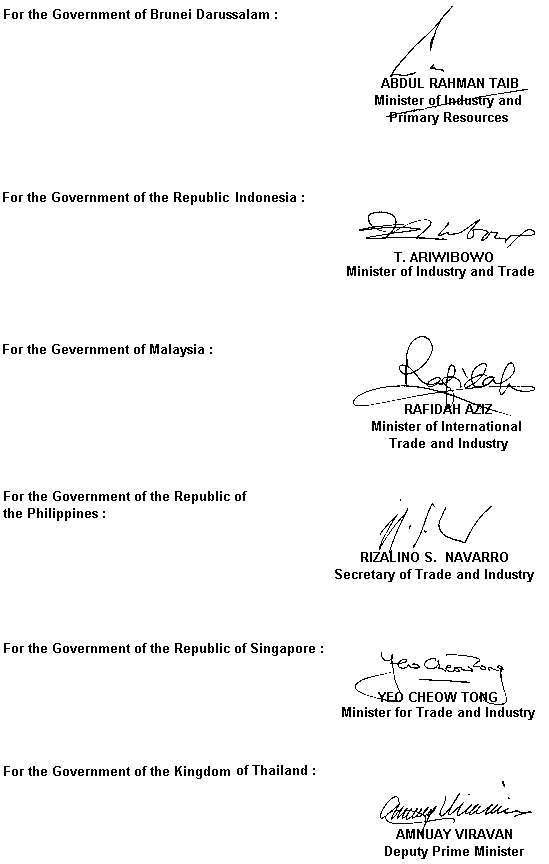 For the Government of Brunei Darussalam :
ABDUL RAHMAN TAIB
Minister of Industry and
Primary Resources
For the Government of the Republic Indonesia :
T. ARIWIBOWO
Minister of Industry and Trade
For the Gevernment of Malaysia :
Rafidah
RAFIDAH AZIZ
Minister of International
Trade and Industry
For the Government of the Republic of
the Philippines :
RIZALINO S. NAVARRO
Secretary of Trade and Industry
For the Government of the Republic of Singapore :
Yeo Cheow Tong
YEO CHEOW TONG
Minister for Trade and Industry
For the Government of the Kingdom of Thailand :
Amnuay Viravan
AMNUAY VIRAVAN
Deputy Prime Minister